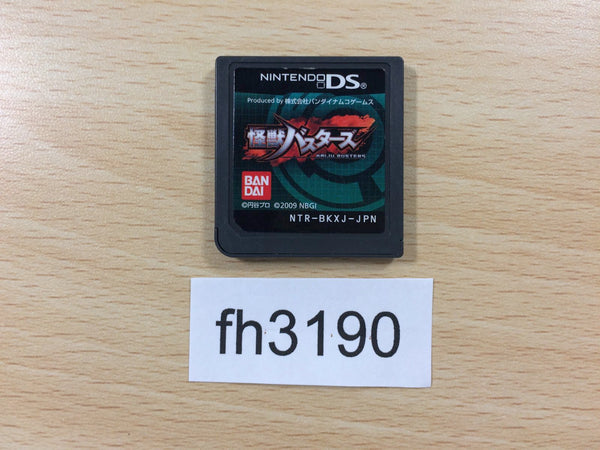 NINTENDO DS®
Produced by 株式会社バンダイナムコゲームス
怪獣バスターズ
KAIJU BUSTERS
BAN
DAI
©円谷プロ ©2009 NBGI
NTR-BKXJ-JPN
fh3190